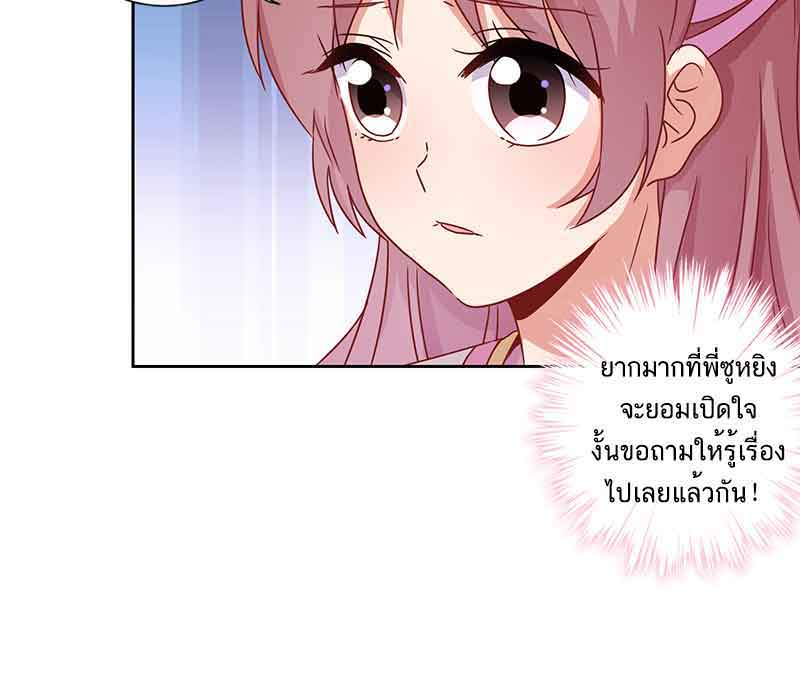 ยากมากที่พี่ซูหยิง
จะยอมเปิดใจ
งั้นขอถามให้รู้เรื่อง
ไปเลยแล้วกัน!